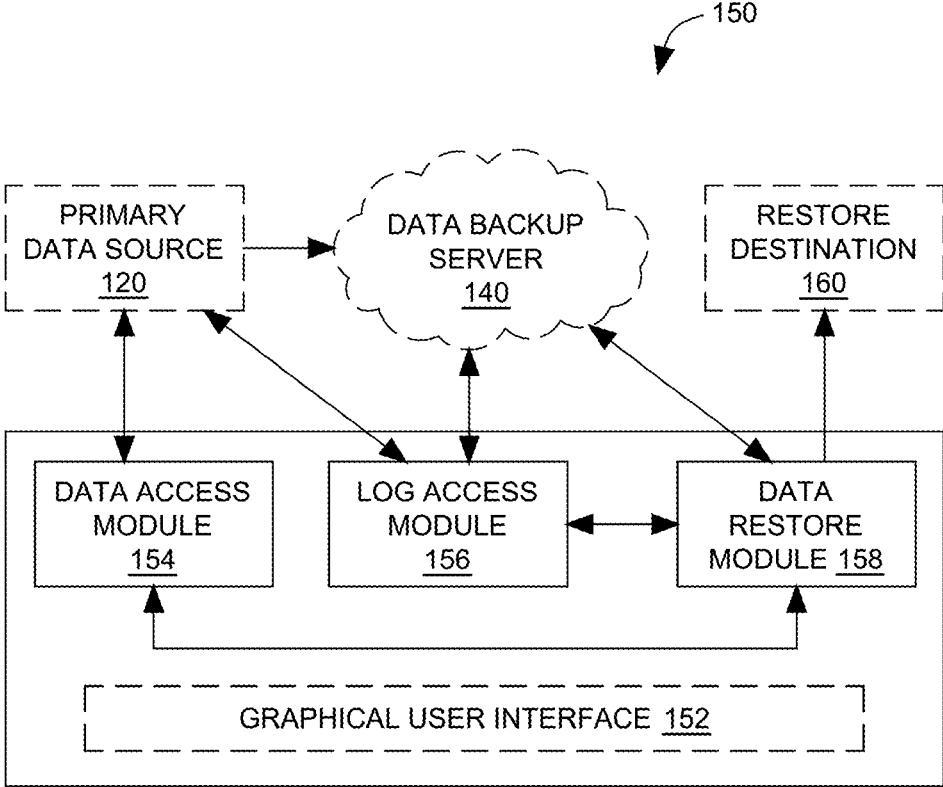 150
PRIMARY
DATA SOURCE
120
DATA BACKUP
SERVER
140
RESTORE
DESTINATION
160
DATA ACCESS
MODULE
154
LOG ACCESS
MODULE
156
DATA
RESTORE
MODULE 158
GRAPHICAL USER INTERFACE 152